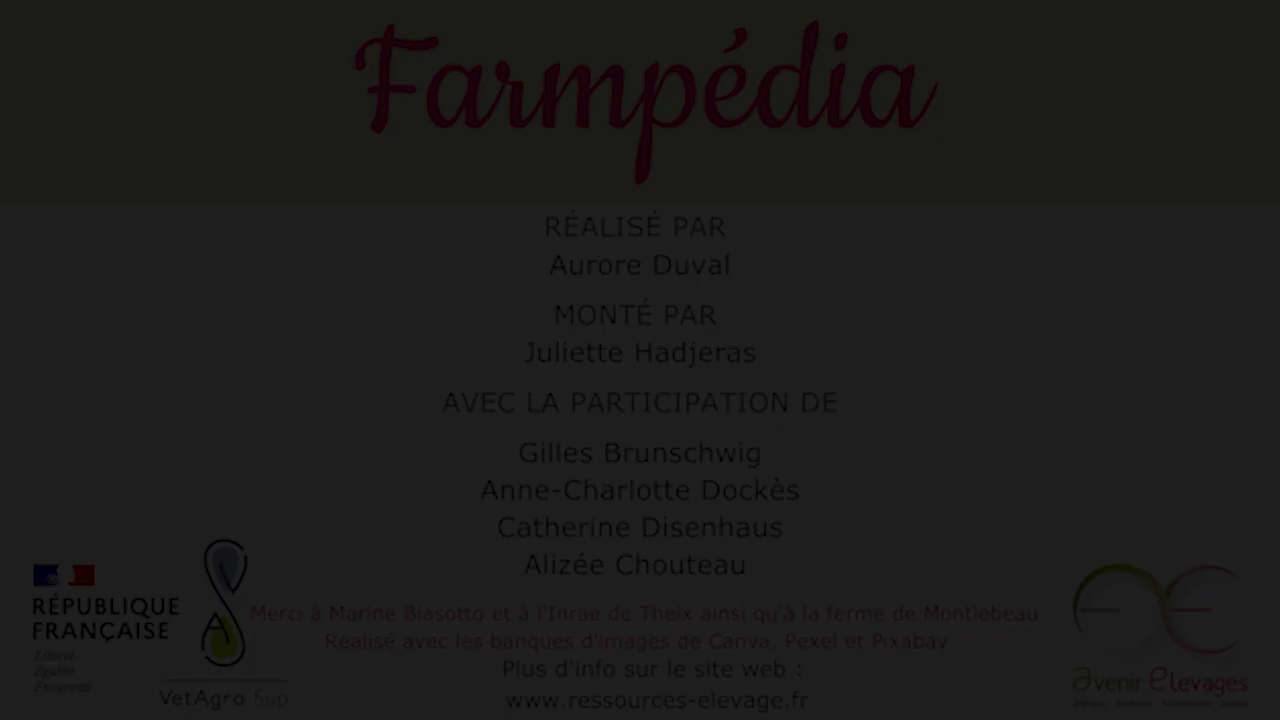 Farmpédia
RÉALISÉ PAR
Aurore Duval
MONTÉ PAR
Juliette Hadjeras
AVEC LA PARTICIPATION DE
Gilles Brunschwig
Anne-Charlotte Dockès
Catherine Disenhaus
Alizée Chouteau
Merci à Marine Biasotto et à l'Inrae de Theix ainsi qu'à la ferme de Montlebeau
Réalisé avec les banques d'images de Canva, Pexel et Pixabay
Plus d'info sur le site web :
www.ressources-elevage.fr
RÉPUBLIQUE
FRANÇAISE
Liberté
Égalité
Fraternité
VetAgro Sup
avenir Elevages